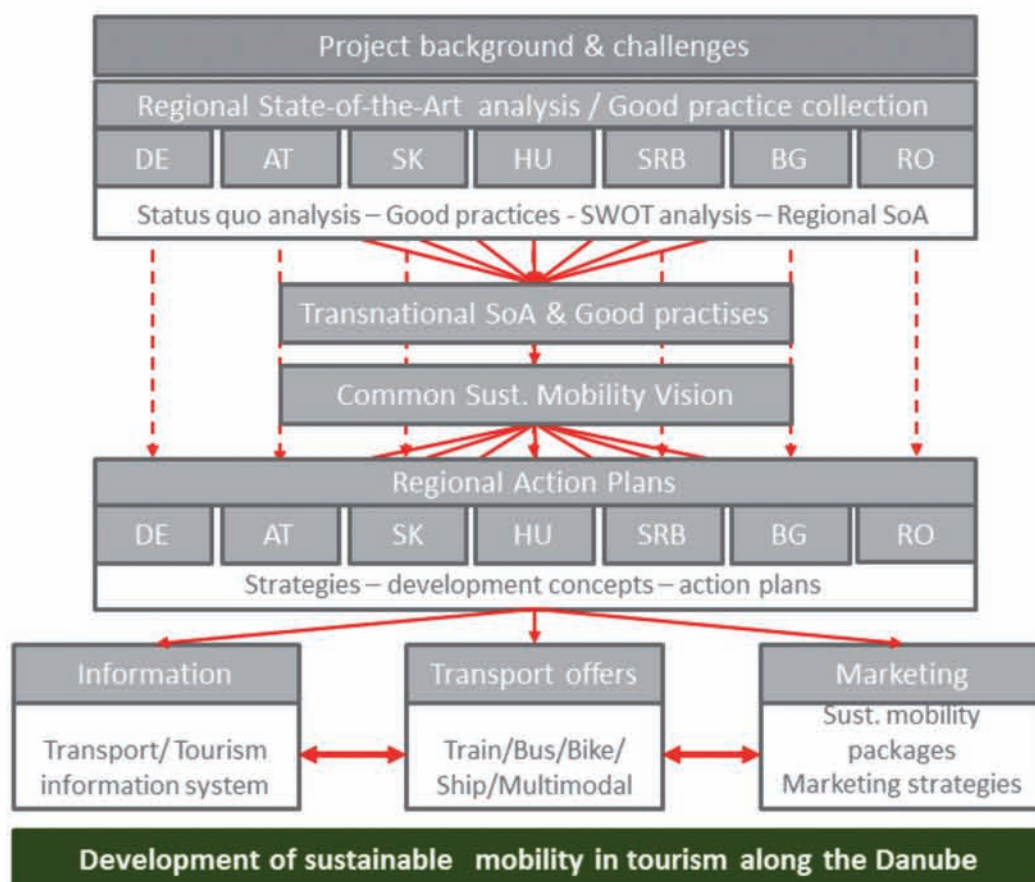 Project background & challenges
Regional State-of-the-Art analysis / Good practice collection
DE AT SK HU SRB BG RO
Status quo analysis – Good practices - SWOT analysis – Regional SoA
Transnational SoA & Good practises
Common Sust. Mobility Vision
Regional Action Plans
DE AT SK HU SRB BG RO
Strategies – development concepts – action plans
Information
Transport/ Tourism
information system
Transport offers
Train/Bus/Bike/
Ship/Multimodal
Marketing
Sust. mobility
packages
Marketing strategies
Development of sustainable mobility in tourism along the Danube